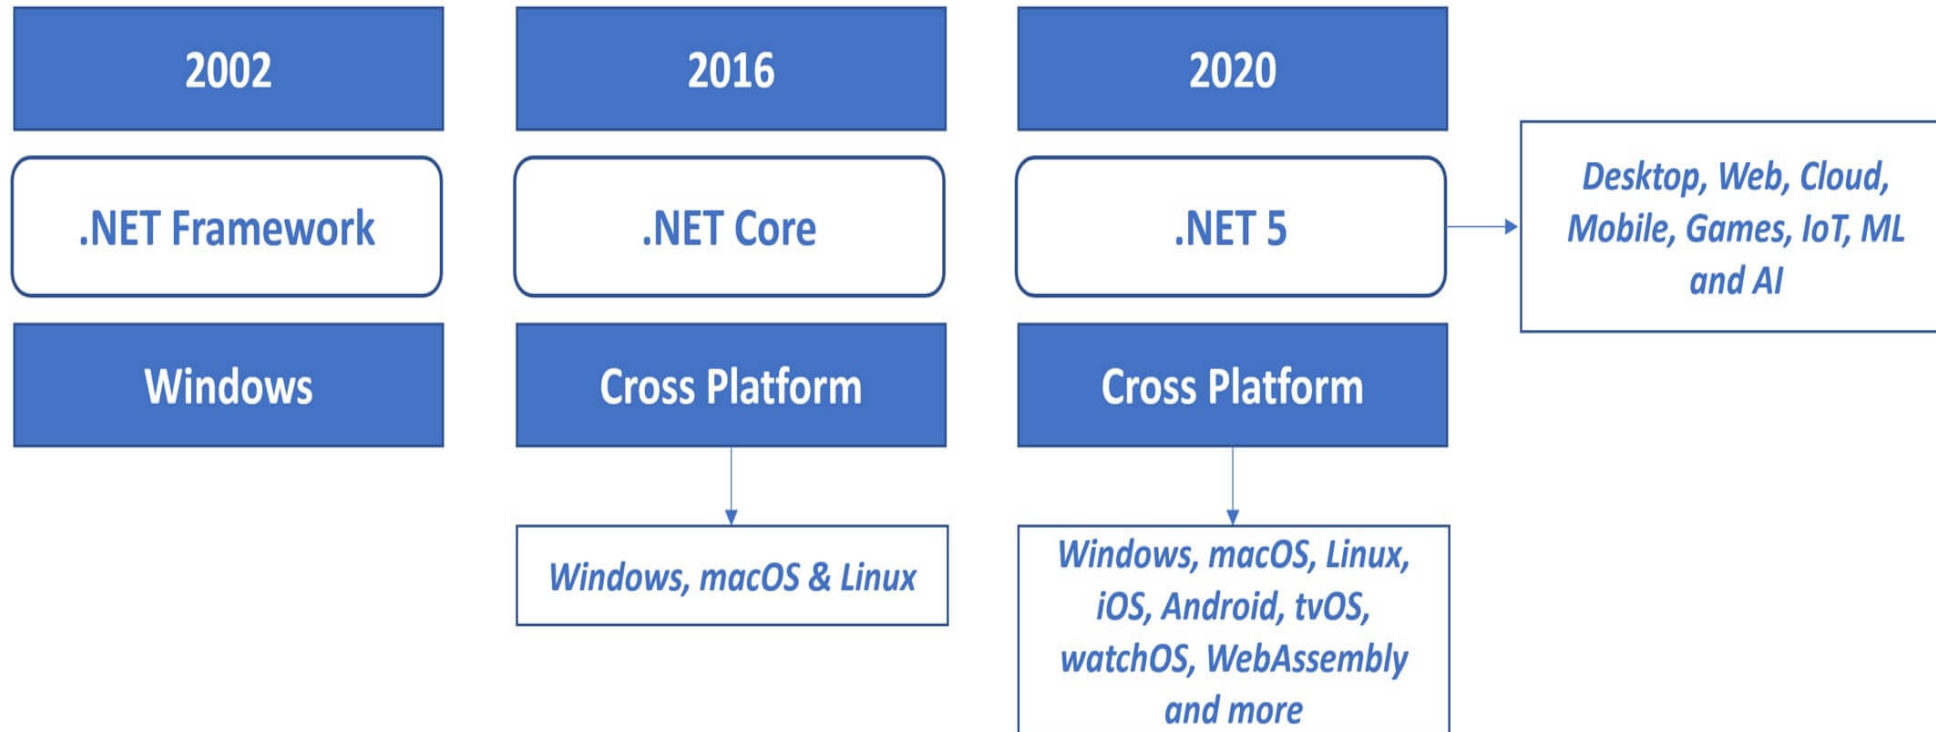 2002
2016
2020
.NET Framework
.NET Core
.NET 5
Desktop, Web, Cloud,
Mobile, Games, IoT, ML
and AI
Windows
Cross Platform
Cross Platform
Windows, macOS & Linux
Windows, macOS, Linux,
iOS, Android, tvOS,
watchOS, WebAssembly
and more